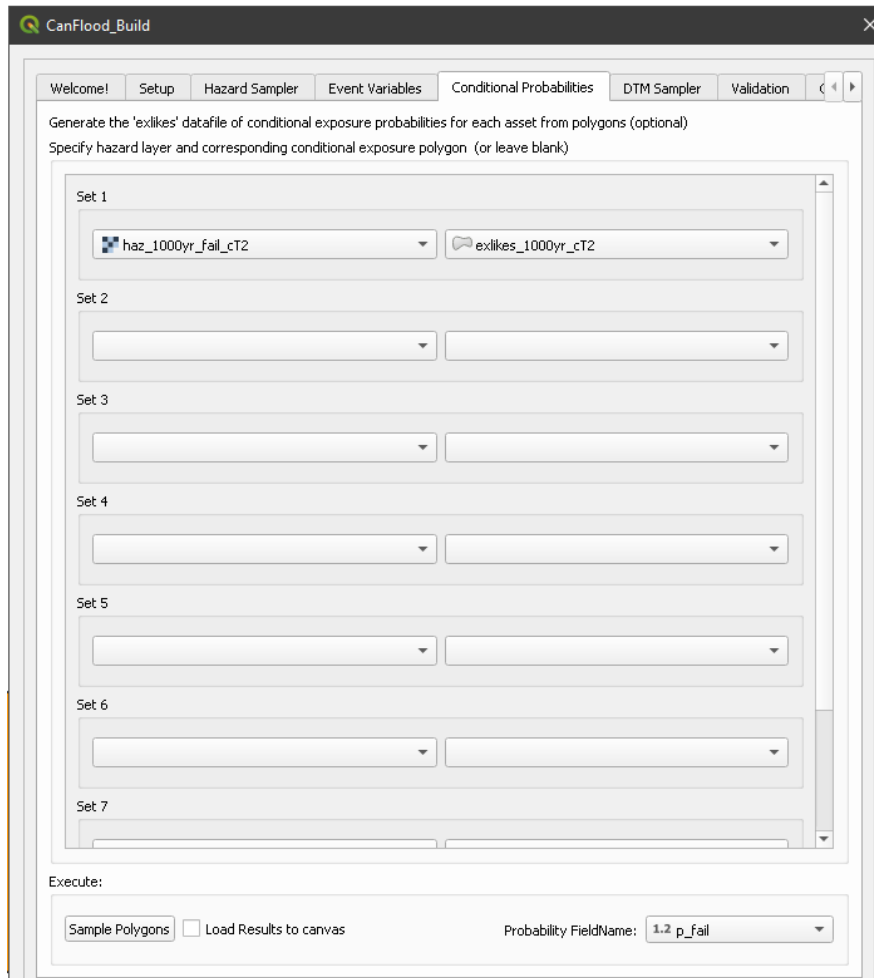 CanFlood_Build
Welcome! Setup Hazard Sampler Event Variables Conditional Probabilities DTM Sampler Validation
Generate the 'exlikes' datafile of conditional exposure probabilities for each asset from polygons (optional)
Specify hazard layer and corresponding conditional exposure polygon (or leave blank)
Set 1
haz_1000yr_fail_cT2 exlikes_1000yr_cT2
Set 2
Set 3
Set 4
Set 5
Set 6
Set 7
Execute:
Sample Polygons Load Results to canvas Probability FieldName: 1.2 p_fail